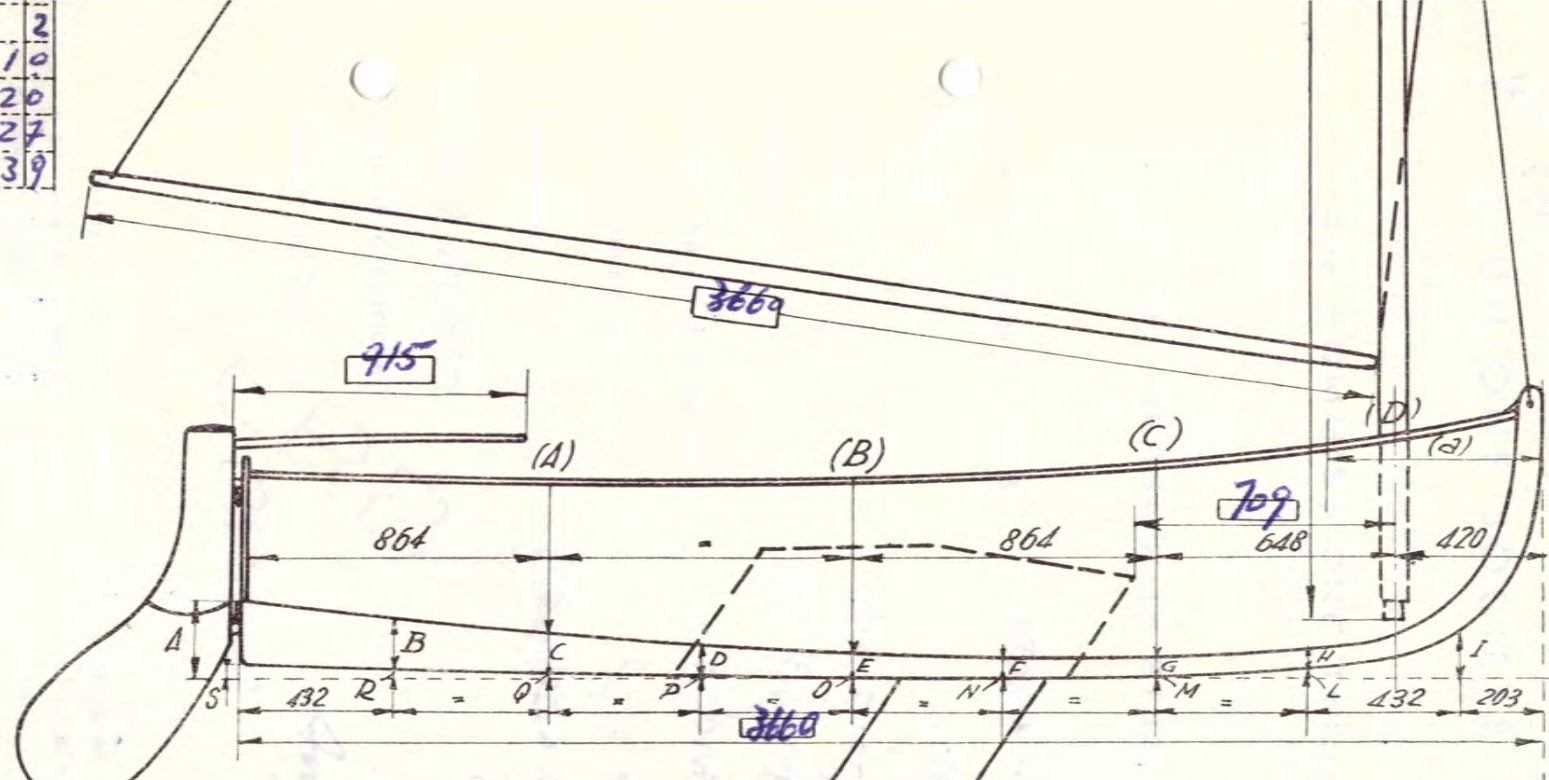 2
1 0
2 0
2 7
3 9
3660
915
(D)
(A) (B) (C) (a)
709
864 = 864 648 420
A B C D E F G H I
S R Q P O N M L
432 = = = = = = = 432 203
3660